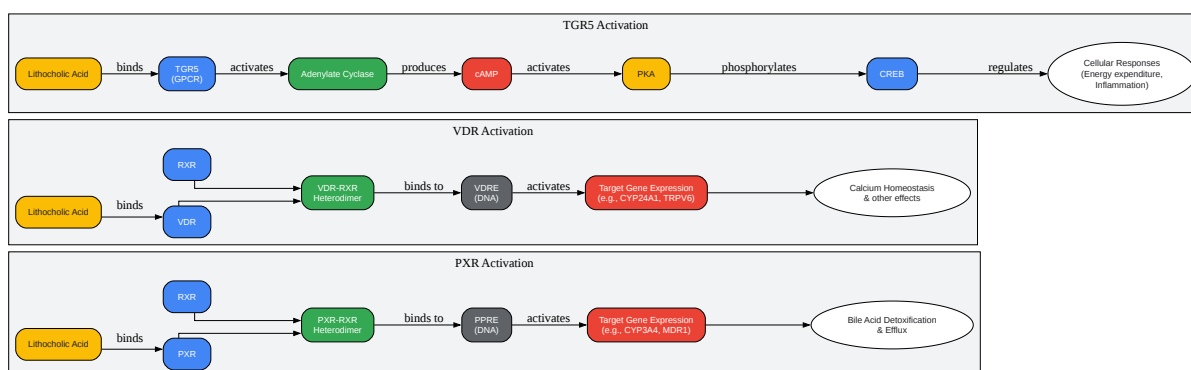 TGR5 Activation
Lithocholic Acid
binds
TGR5
(GPCR)
activates
Adenylate Cyclase
produces
cAMP
activates
PKA
phosphorylates
CREB
regulates
Cellular Responses
(Energy expenditure,
Inflammation)
VDR Activation
Lithocholic Acid
binds
RXR
VDR
VDR-RXR
Heterodimer
binds to
VDRE
(DNA)
activates
Target Gene Expression
(e.g., CYP24A1, TRPV6)
Calcium Homeostasis
& other effects
PXR Activation
Lithocholic Acid
binds
RXR
PXR
PXR-RXR
Heterodimer
binds to
PPRE
(DNA)
activates
Target Gene Expression
(e.g., CYP3A4, MDR1)
Bile Acid Detoxification
& Efflux